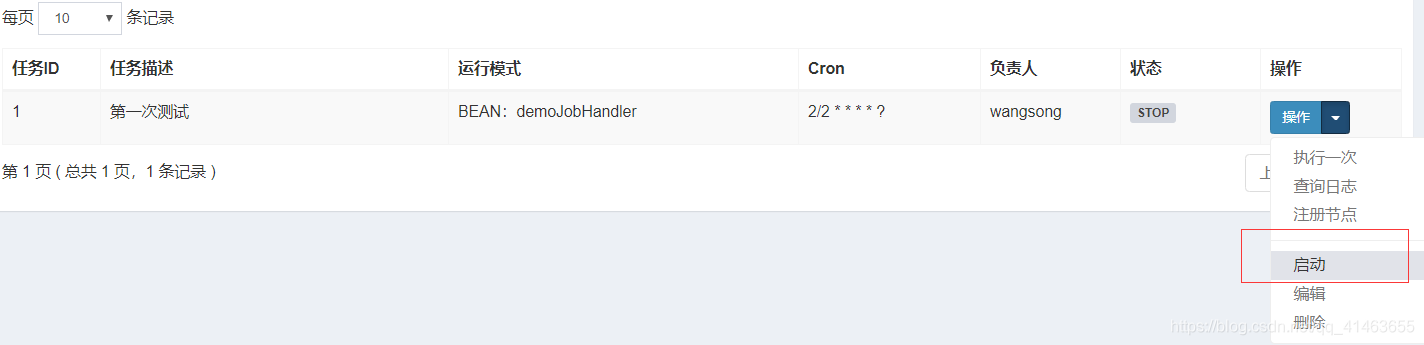 每页 10 条记录
任务ID 任务描述 运行模式 Cron 负责人 状态 操作
1 第一次测试 BEAN：demoJobHandler 2/2 * * * * ? wangsong STOP 操作
第 1 页 ( 总共 1 页，1 条记录 ) 上
执行一次
查询日志
注册节点
启动
编辑
删除
https://blog.csdn.net/qq_41463655